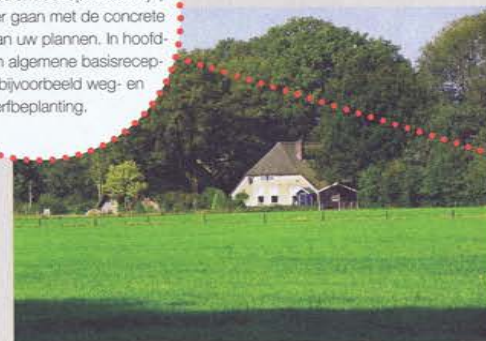 er gaan met de concrete
an uw plannen. In hoofd-
n algemene basisrecep-
bijvoorbeeld weg- en
erfbeplanting.